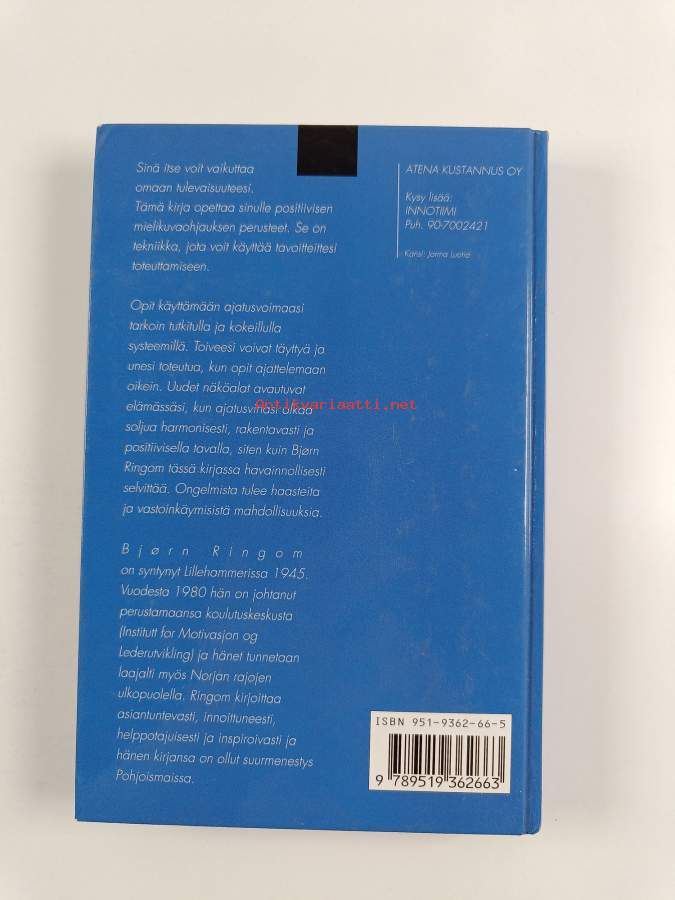 Sinä itse voit vaikuttaa
omaan tulevaisuuteesi.
Tämä kirja opettaa sinulle positiivisen
mielikuvaohjauksen perusteet. Se on
tekniikka, jota voit käyttää tavoitteittesi
toteuttamiseen.
Opit käyttämään ajatusvoimaasi
tarkoin tutkitulla ja kokeillulla
systeemillä. Toiveesi voivat täyttyä ja
unesi toteutua, kun opit ajattelemaan
oikein. Uudet näköalat avautuvat
elämässäsi, kun ajatusvirtasi alkaa
soljua harmonisesti, rakentavasti ja
positiivisella tavalla, siten kuin Bjørn
Ringom tässä kirjassa havainnollisesti
selvittää. Ongelmista tulee haasteita
ja vastoinkäymisistä mahdollisuuksia.
Bjørn Ringom
on syntynyt Lillehammerissa 1945.
Vuodesta 1980 hän on johtanut
perustamaansa koulutuskeskusta
(Institutt for Motivasjon og
Lederutvikling) ja hänet tunnetaan
laajalti myös Norjan rajojen
ulkopuolella. Ringom kirjoittaa
asiantuntevasti, innoittuneesti,
helppotajuisesti ja inspiroivasti ja
hänen kirjansa on ollut suurmenestys
Pohjoismaissa.
ATENA KUSTANNUS OY
Kysy lisää:
INNOTIIMI
Puh. 90-7002421
Kansi: Jorma Luotio
Antikvariaatti.net
ISBN 951-9362-66-5
9 789519 362663